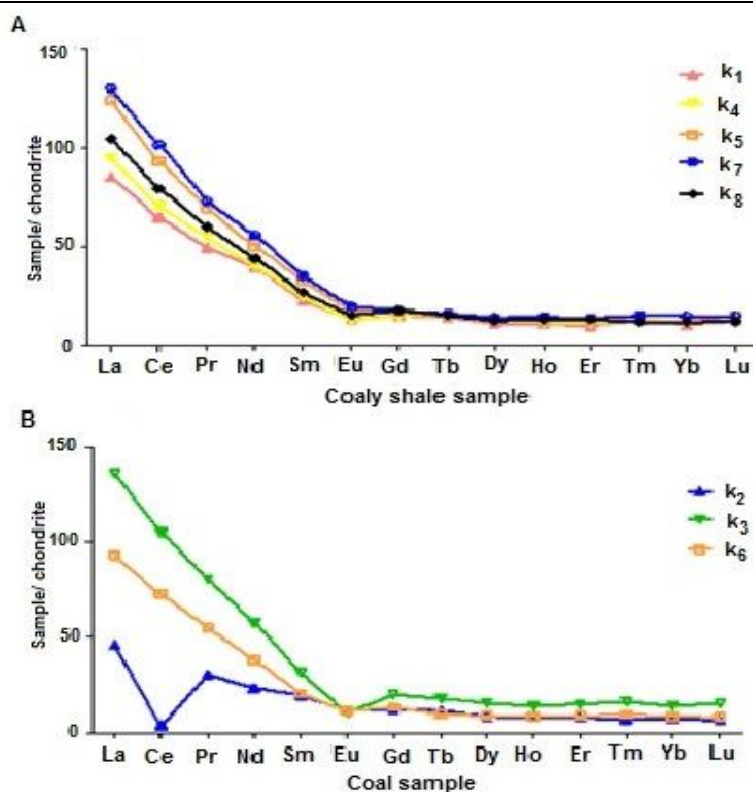 A
150
100
50
0
Sample/ chondrite
La Ce Pr Nd Sm Eu Gd Tb Dy Ho Er Tm Yb Lu
Coaly shale sample
k1
k4
k5
k7
k8
B
150
100
50
0
Sample/ chondrite
La Ce Pr Nd Sm Eu Gd Tb Dy Ho Er Tm Yb Lu
Coal sample
k2
k3
k6